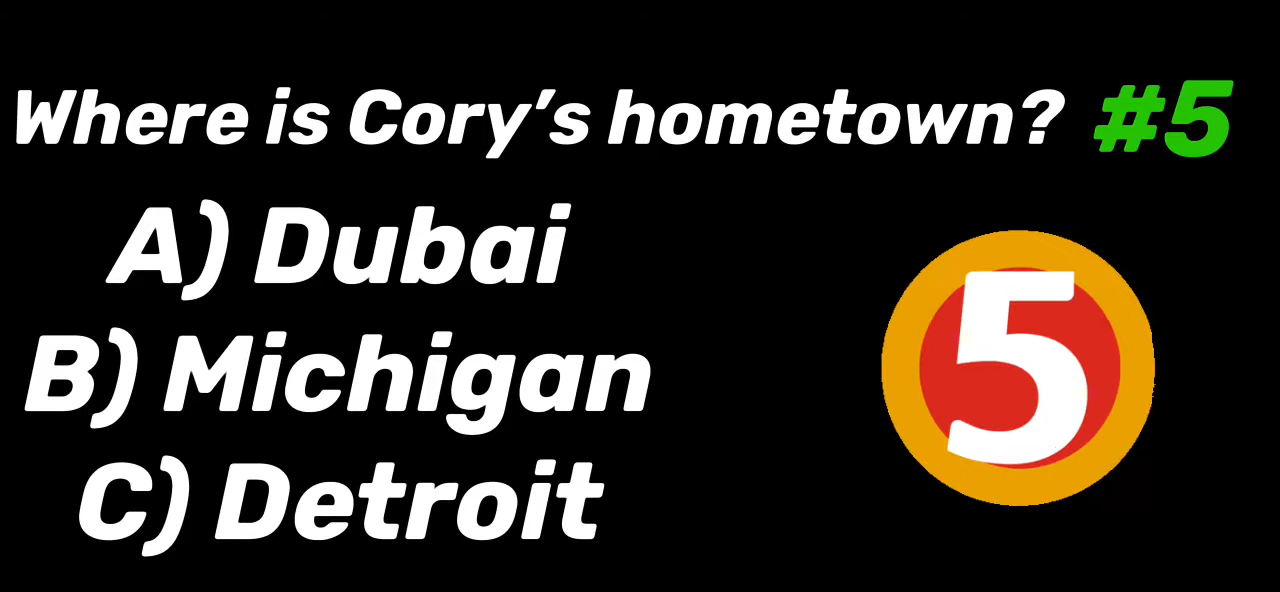 Where is Cory’s hometown? #5
A) Dubai
B) Michigan
C) Detroit
5